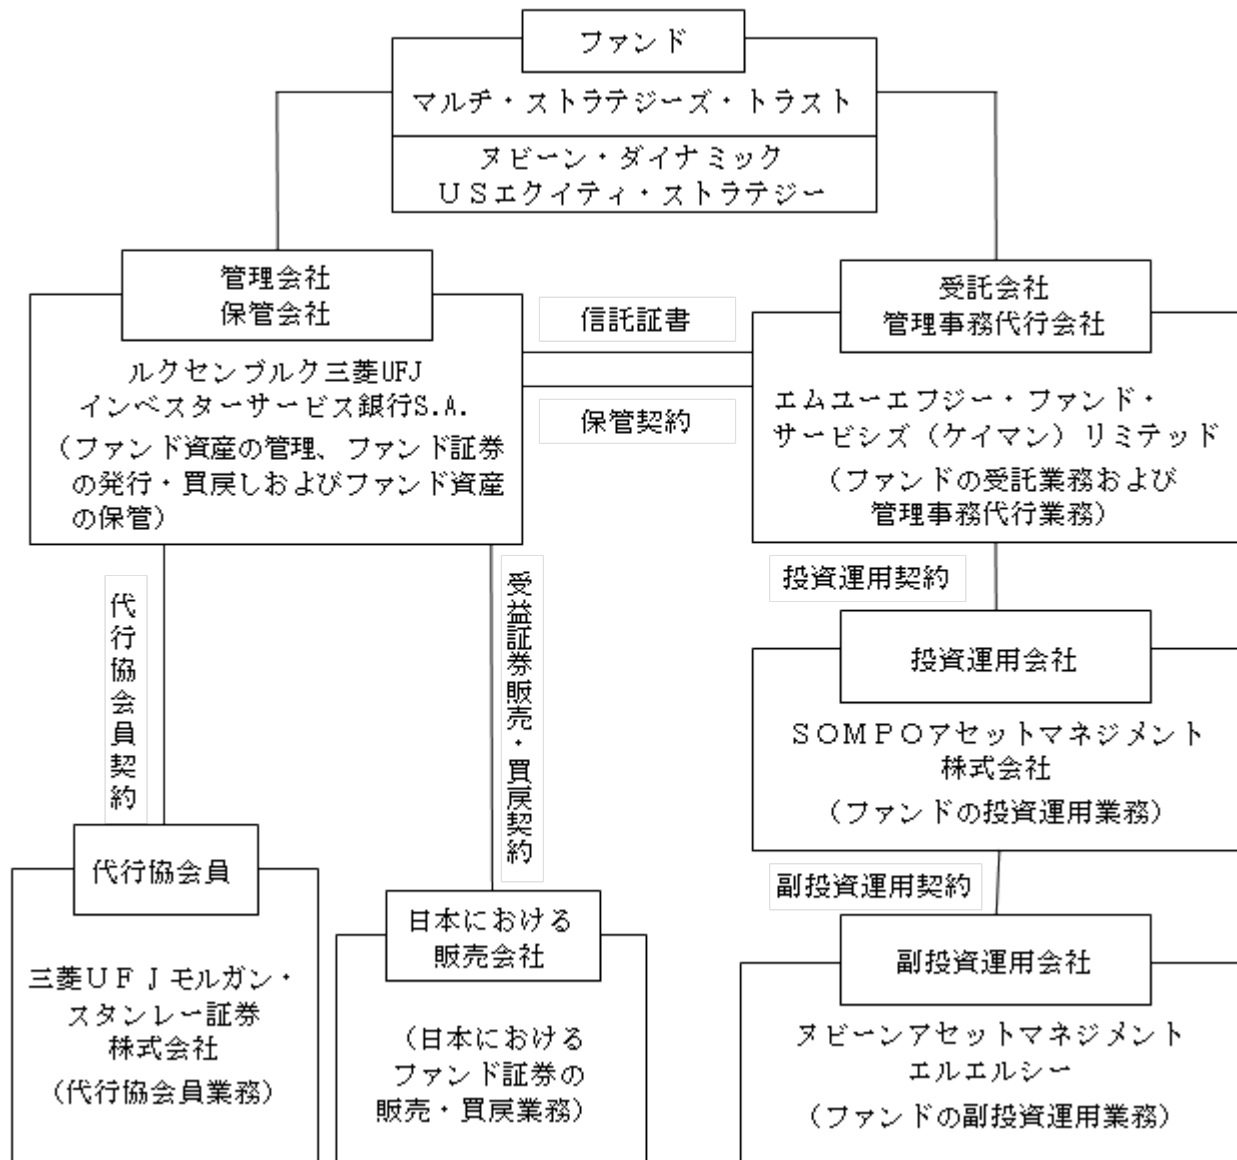 ファンド
マルチ・ストラテジーズ・トラスト
ヌビーン・ダイナミック
ＵＳエクイティ・ストラテジー
管理会社
保管会社
ルクセンブルク三菱UFJ
インベスターサービス銀行S.A.
（ファンド資産の管理、ファンド証券
の発行・買戻しおよびファンド資産
の保管）
信託証書
保管契約
受託会社
管理事務代行会社
エムユーエフジー・ファンド・
サービシズ（ケイマン）リミテッド
（ファンドの受託業務および
管理事務代行業務）
代行協会員契約
受益証券販売・買戻契約
投資運用契約
投資運用会社
ＳＯＭＰＯアセットマネジメント
株式会社
（ファンドの投資運用業務）
副投資運用契約
代行協会員
三菱ＵＦＪモルガン・
スタンレー証券
株式会社
（代行協会員業務）
日本における
販売会社
（日本における
ファンド証券の
販売・買戻業務）
副投資運用会社
ヌビーンアセットマネジメント
エルエルシー
（ファンドの副投資運用業務）